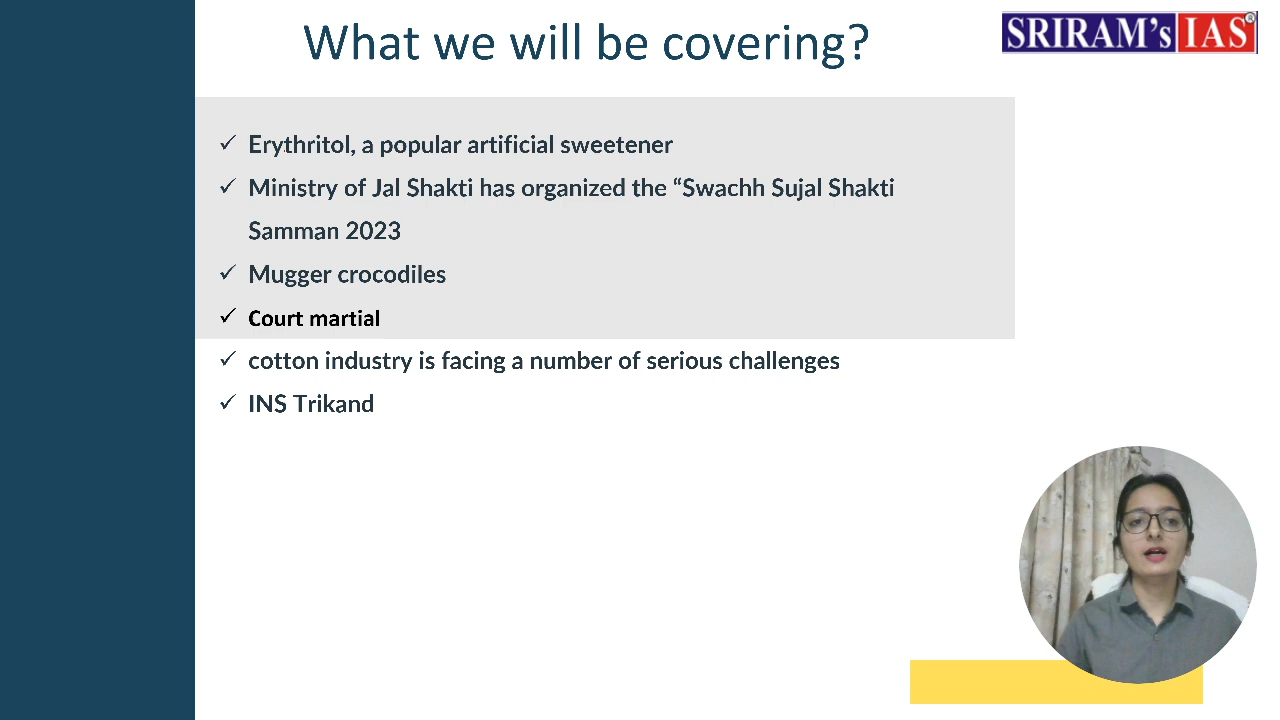 What we will be covering?
SRIRAM's IAS ®
✓ Erythritol, a popular artificial sweetener
✓ Ministry of Jal Shakti has organized the “Swachh Sujal Shakti
Samman 2023
✓ Mugger crocodiles
✓ Court martial
✓ cotton industry is facing a number of serious challenges
✓ INS Trikand